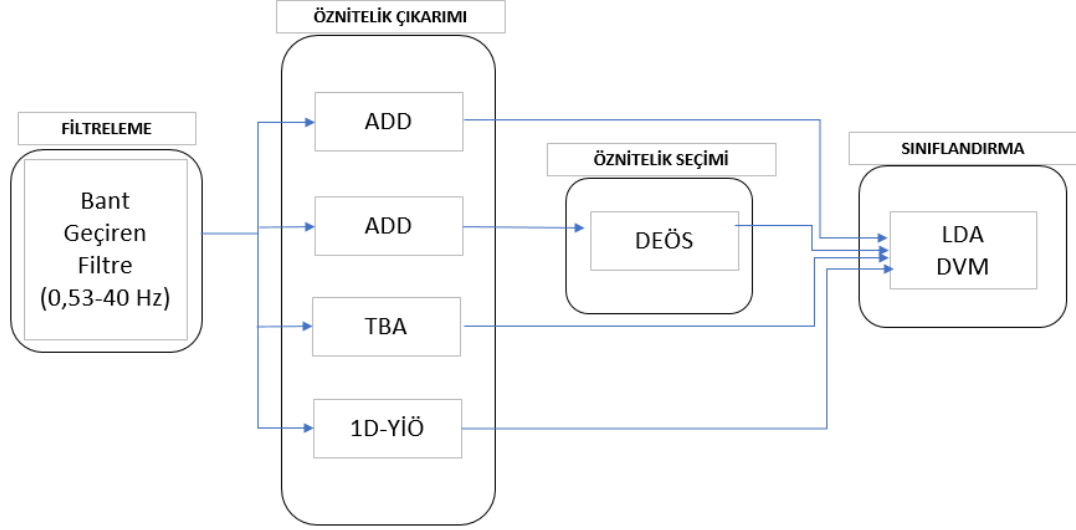 FİLTRELEME
Bant
Geçiren
Filtre
(0,53-40 Hz)
ÖZNİTELİK ÇIKARIMI
ADD
ADD
TBA
1D-YİÖ
ÖZNİTELİK SEÇİMİ
DEÖS
SINIFLANDIRMA
LDA
DVM